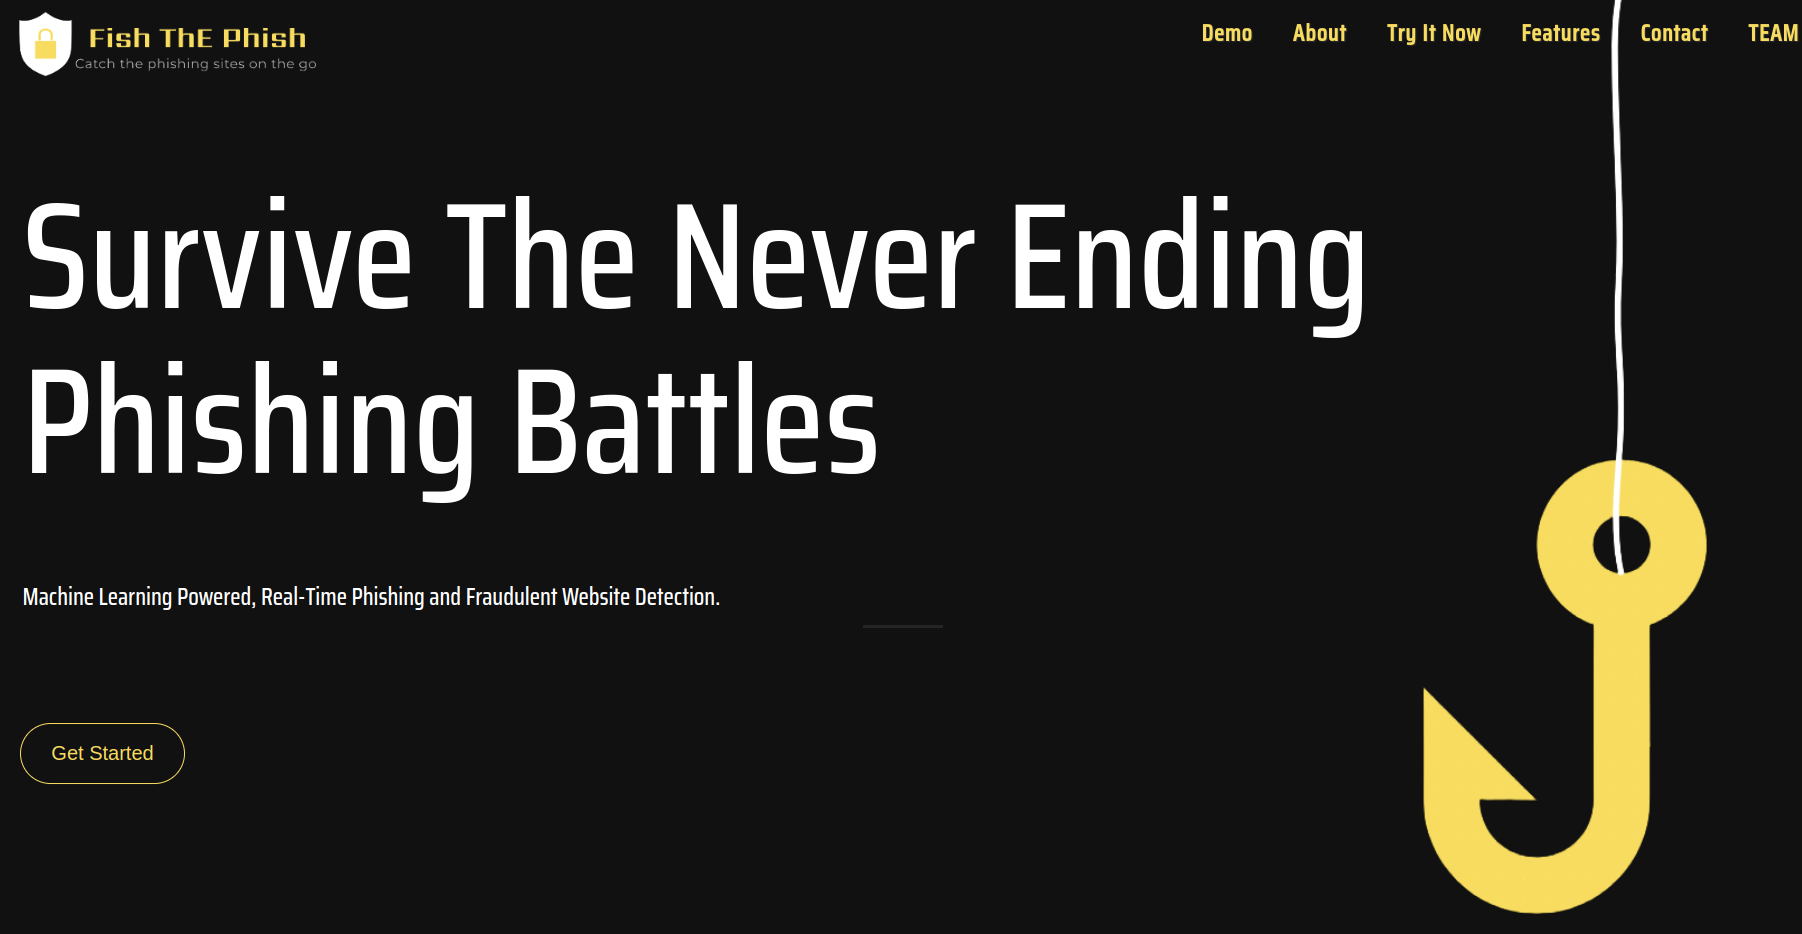 Fish ThE Phish
Catch the phishing sites on the go
Demo About Try It Now Features Contact TEAM
Survive The Never Ending
Phishing Battles
Machine Learning Powered, Real-Time Phishing and Fraudulent Website Detection.
Get Started